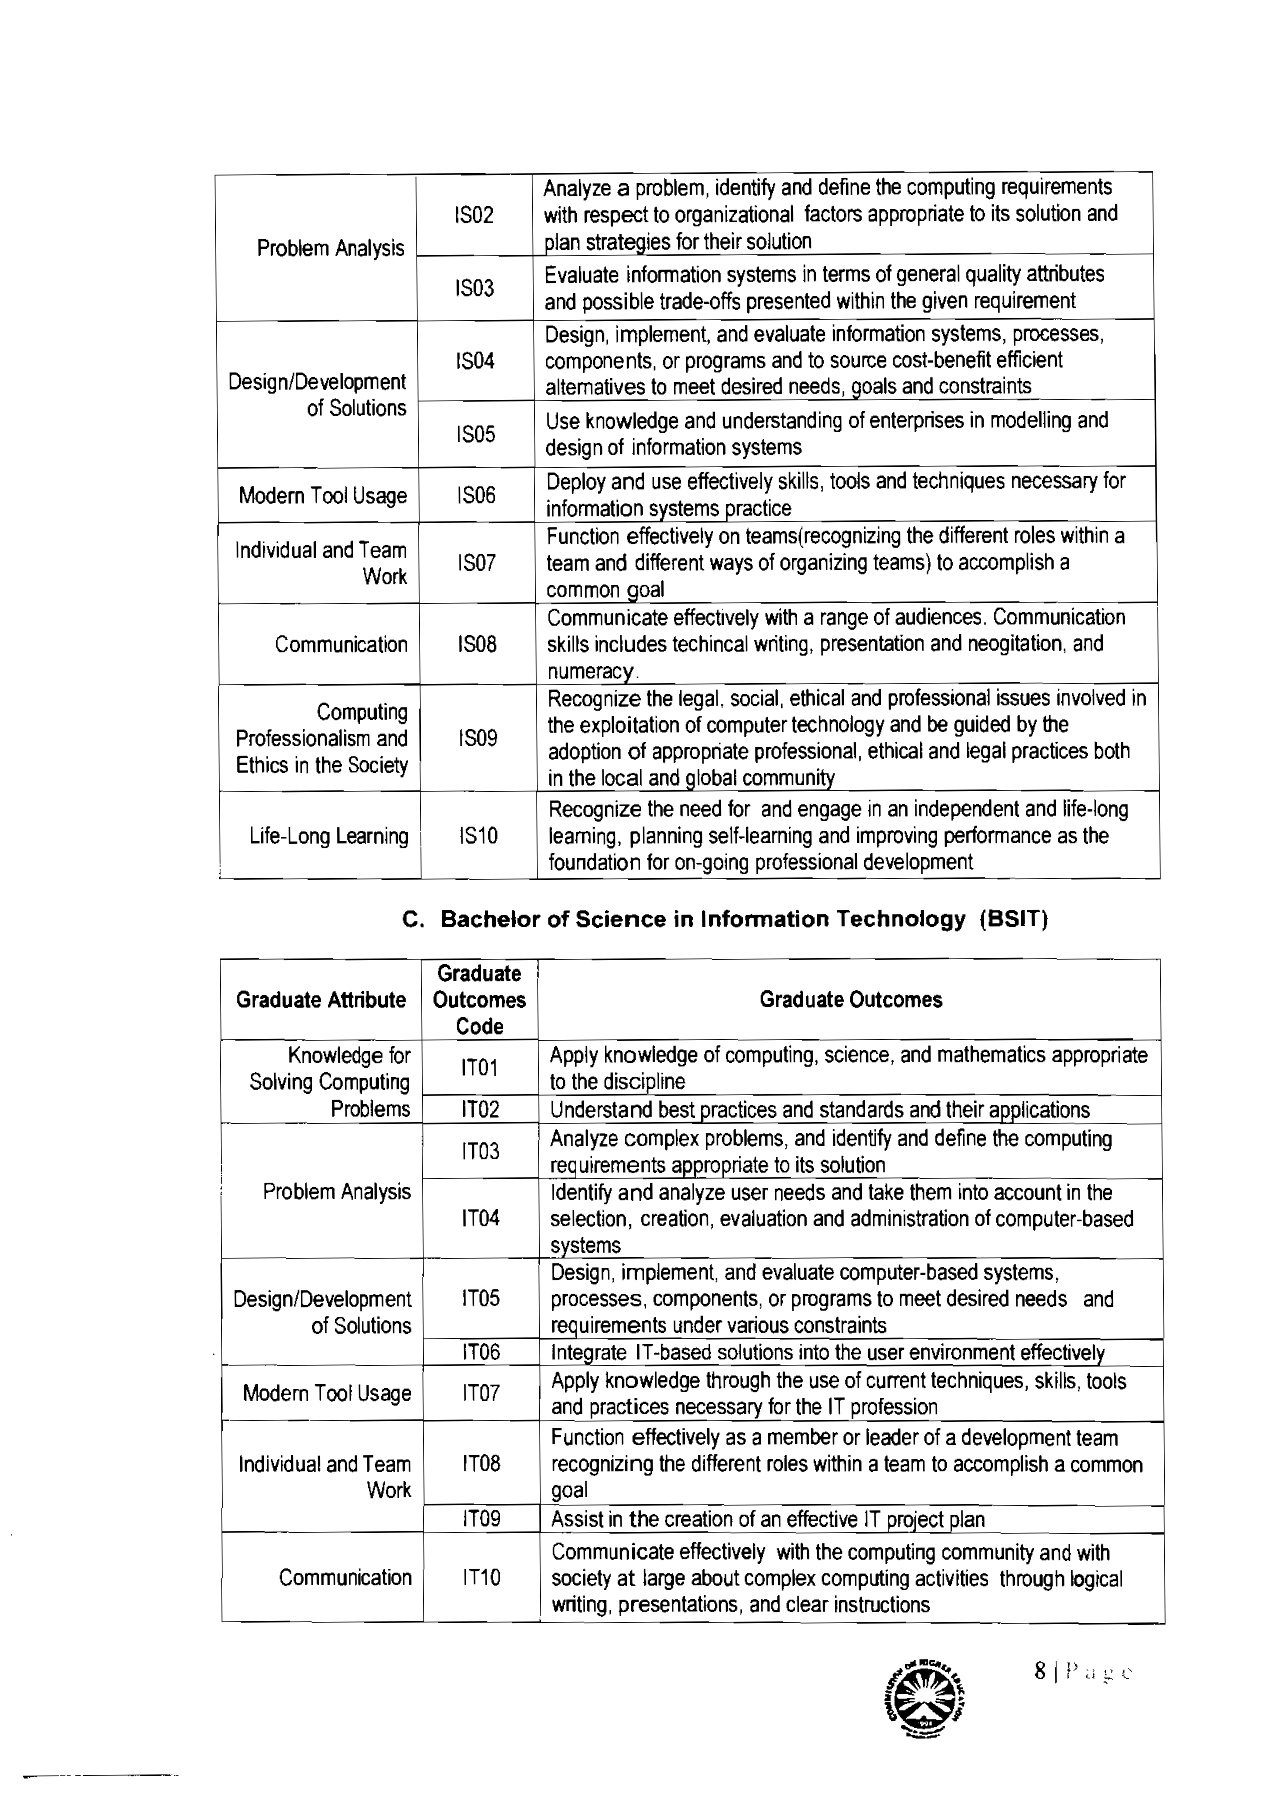 Problem Analysis
IS02
Analyze a problem, identify and define the computing requirements
with respect to organizational factors appropriate to its solution and
plan strategies for their solution
IS03
Evaluate information systems in terms of general quality attributes
and possible trade-offs presented within the given requirement
Design/Development
of Solutions
IS04
Design, implement, and evaluate information systems, processes,
components, or programs and to source cost-benefit efficient
alternatives to meet desired needs, goals and constraints
IS05
Use knowledge and understanding of enterprises in modelling and
design of information systems
Modern Tool Usage
IS06
Deploy and use effectively skills, tools and techniques necessary for
information systems practice
Individual and Team
Work
IS07
Function effectively on teams(recognizing the different roles within a
team and different ways of organizing teams) to accomplish a
common goal
Communication
IS08
Communicate effectively with a range of audiences. Communication
skills includes techincal writing, presentation and neogitation, and
numeracy.
Computing
Professionalism and
Ethics in the Society
IS09
Recognize the legal, social, ethical and professional issues involved in
the exploitation of computer technology and be guided by the
adoption of appropriate professional, ethical and legal practices both
in the local and global community
Life-Long Learning
IS10
Recognize the need for and engage in an independent and life-long
learning, planning self-learning and improving performance as the
foundation for on-going professional development
C. Bachelor of Science in Information Technology (BSIT)
Graduate Attribute
Graduate
Outcomes
Code
Graduate Outcomes
Knowledge for
Solving Computing
Problems
IT01
Apply knowledge of computing, science, and mathematics appropriate
to the discipline
IT02
Understand best practices and standards and their applications
Problem Analysis
IT03
Analyze complex problems, and identify and define the computing
requirements appropriate to its solution
IT04
Identify and analyze user needs and take them into account in the
selection, creation, evaluation and administration of computer-based
systems
Design/Development
of Solutions
IT05
Design, implement, and evaluate computer-based systems,
processes, components, or programs to meet desired needs and
requirements under various constraints
IT06
Integrate IT-based solutions into the user environment effectively
Modern Tool Usage
IT07
Apply knowledge through the use of current techniques, skills, tools
and practices necessary for the IT profession
Individual and Team
Work
IT08
Function effectively as a member or leader of a development team
recognizing the different roles within a team to accomplish a common
goal
IT09
Assist in the creation of an effective IT project plan
Communication
IT10
Communicate effectively with the computing community and with
society at large about complex computing activities through logical
writing, presentations, and clear instructions
8 | Page
COMMISSION ON HIGHER EDUCATION